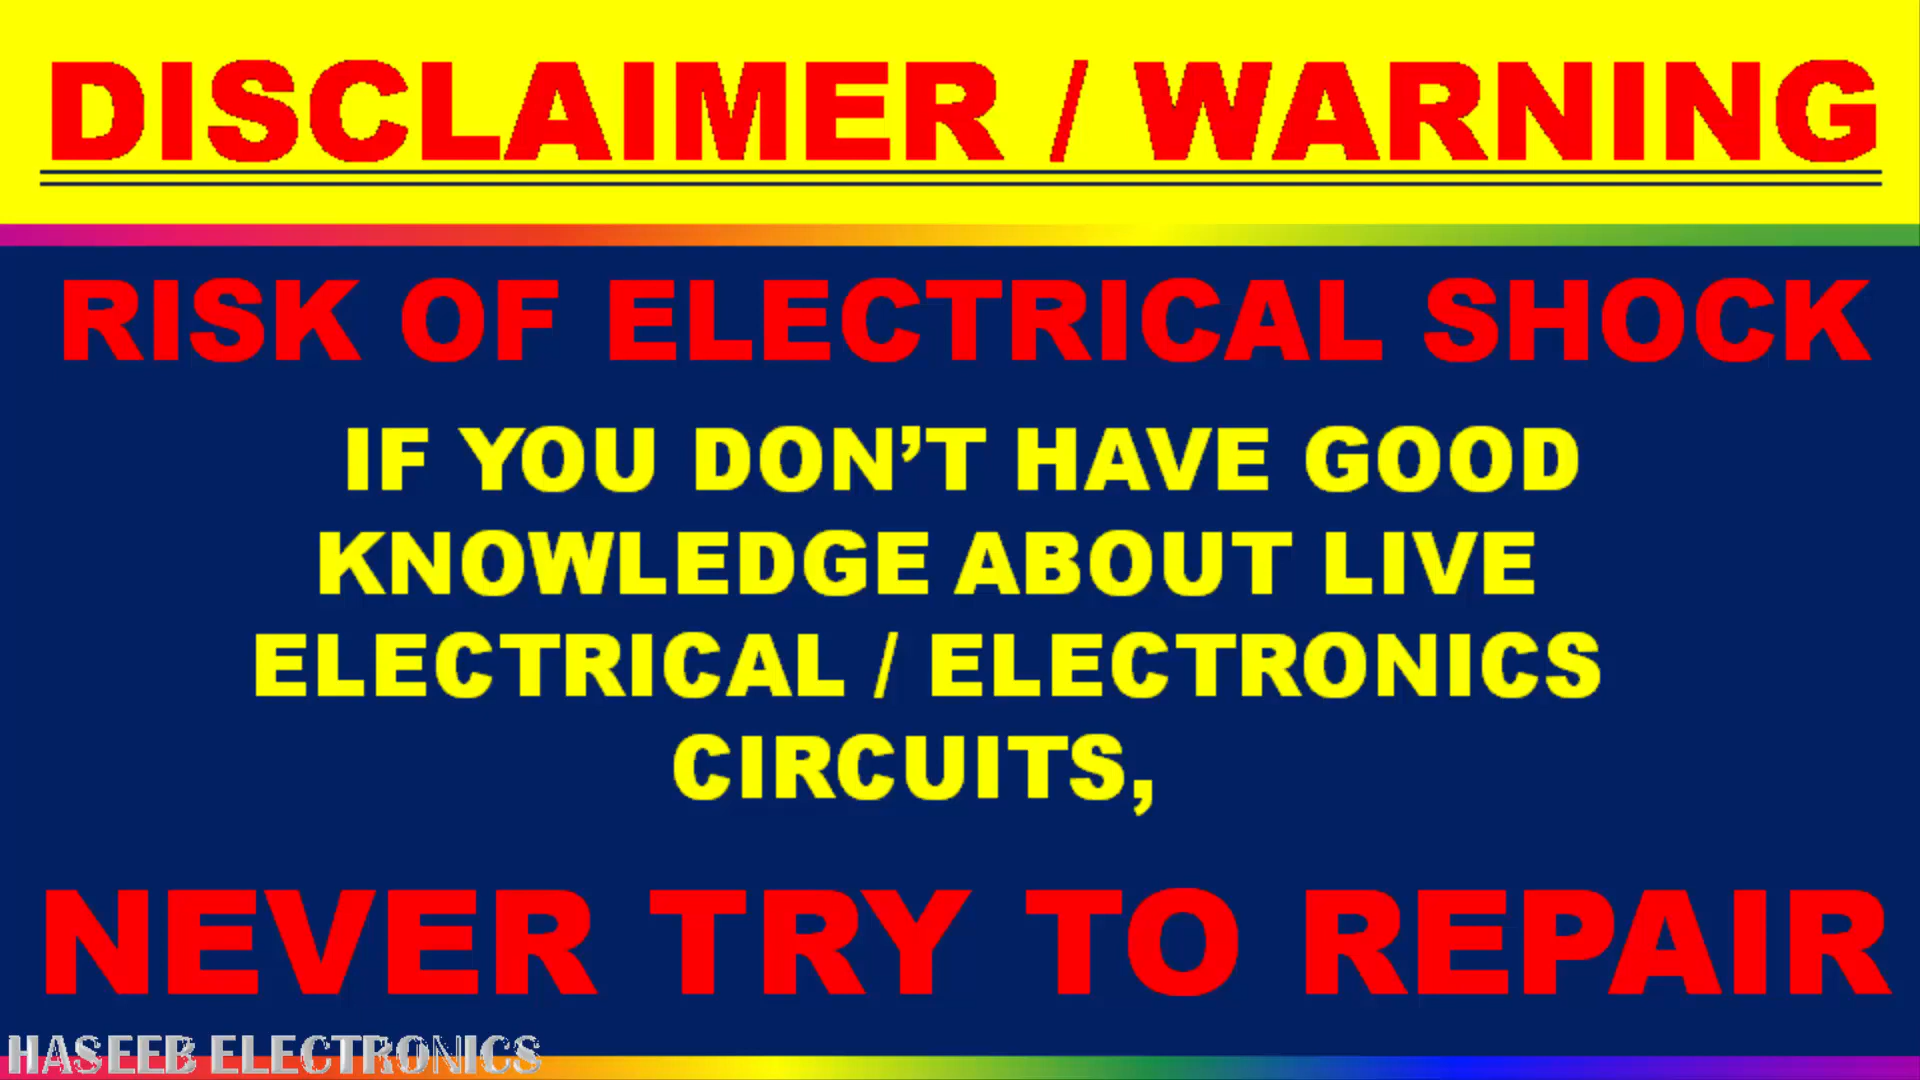 DISCLAIMER / WARNING
RISK OF ELECTRICAL SHOCK
IF YOU DON’T HAVE GOOD
KNOWLEDGE ABOUT LIVE
ELECTRICAL / ELECTRONICS
CIRCUITS,
NEVER TRY TO REPAIR
HASEEB ELECTRONICS